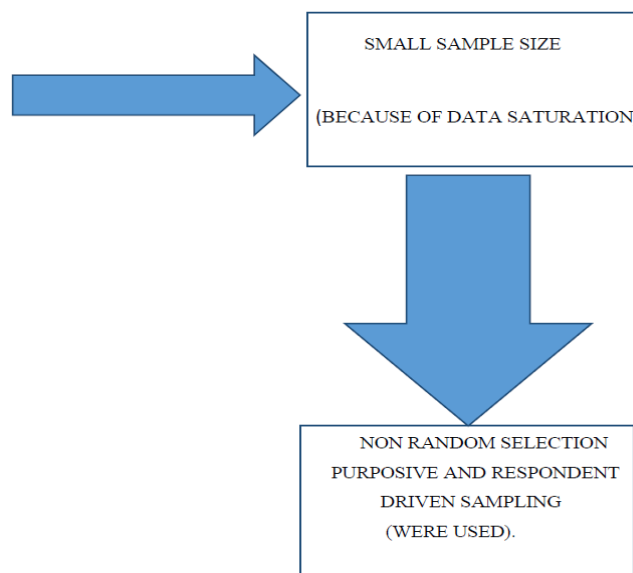 SMALL SAMPLE SIZE
(BECAUSE OF DATA SATURATION
NON RANDOM SELECTION
PURPOSIVE AND RESPONDENT
DRIVEN SAMPLING
(WERE USED).